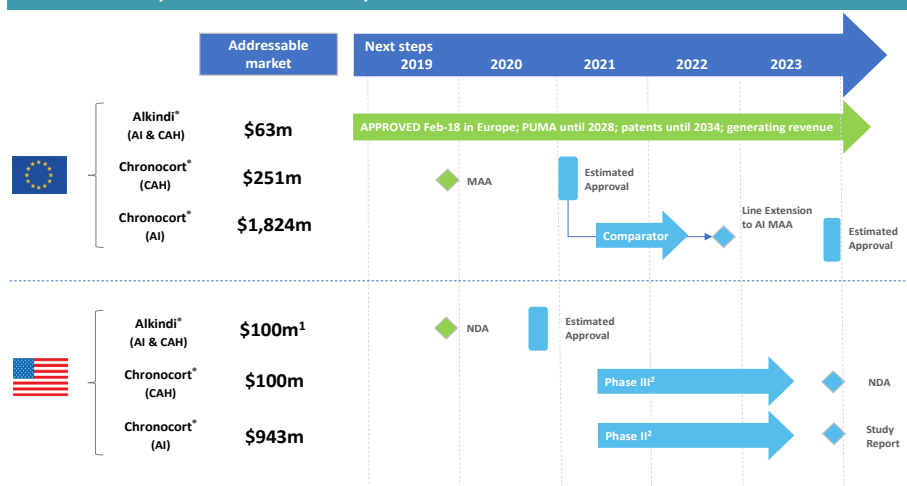 Addressable
market
Next steps
2019 2020 2021 2022 2023
Alkindi®
(AI & CAH)
$63m
APPROVED Feb-18 in Europe; PUMA until 2028; patents until 2034; generating revenue
Chronocort®
(CAH)
$251m
MAA
Estimated
Approval
Chronocort®
(AI)
$1,824m
Comparator
Line Extension
to AI MAA
Estimated
Approval
Alkindi®
(AI & CAH)
$100m¹
NDA
Estimated
Approval
Chronocort®
(CAH)
$100m
Phase III²
NDA
Chronocort®
(AI)
$943m
Phase II²
Study
Report